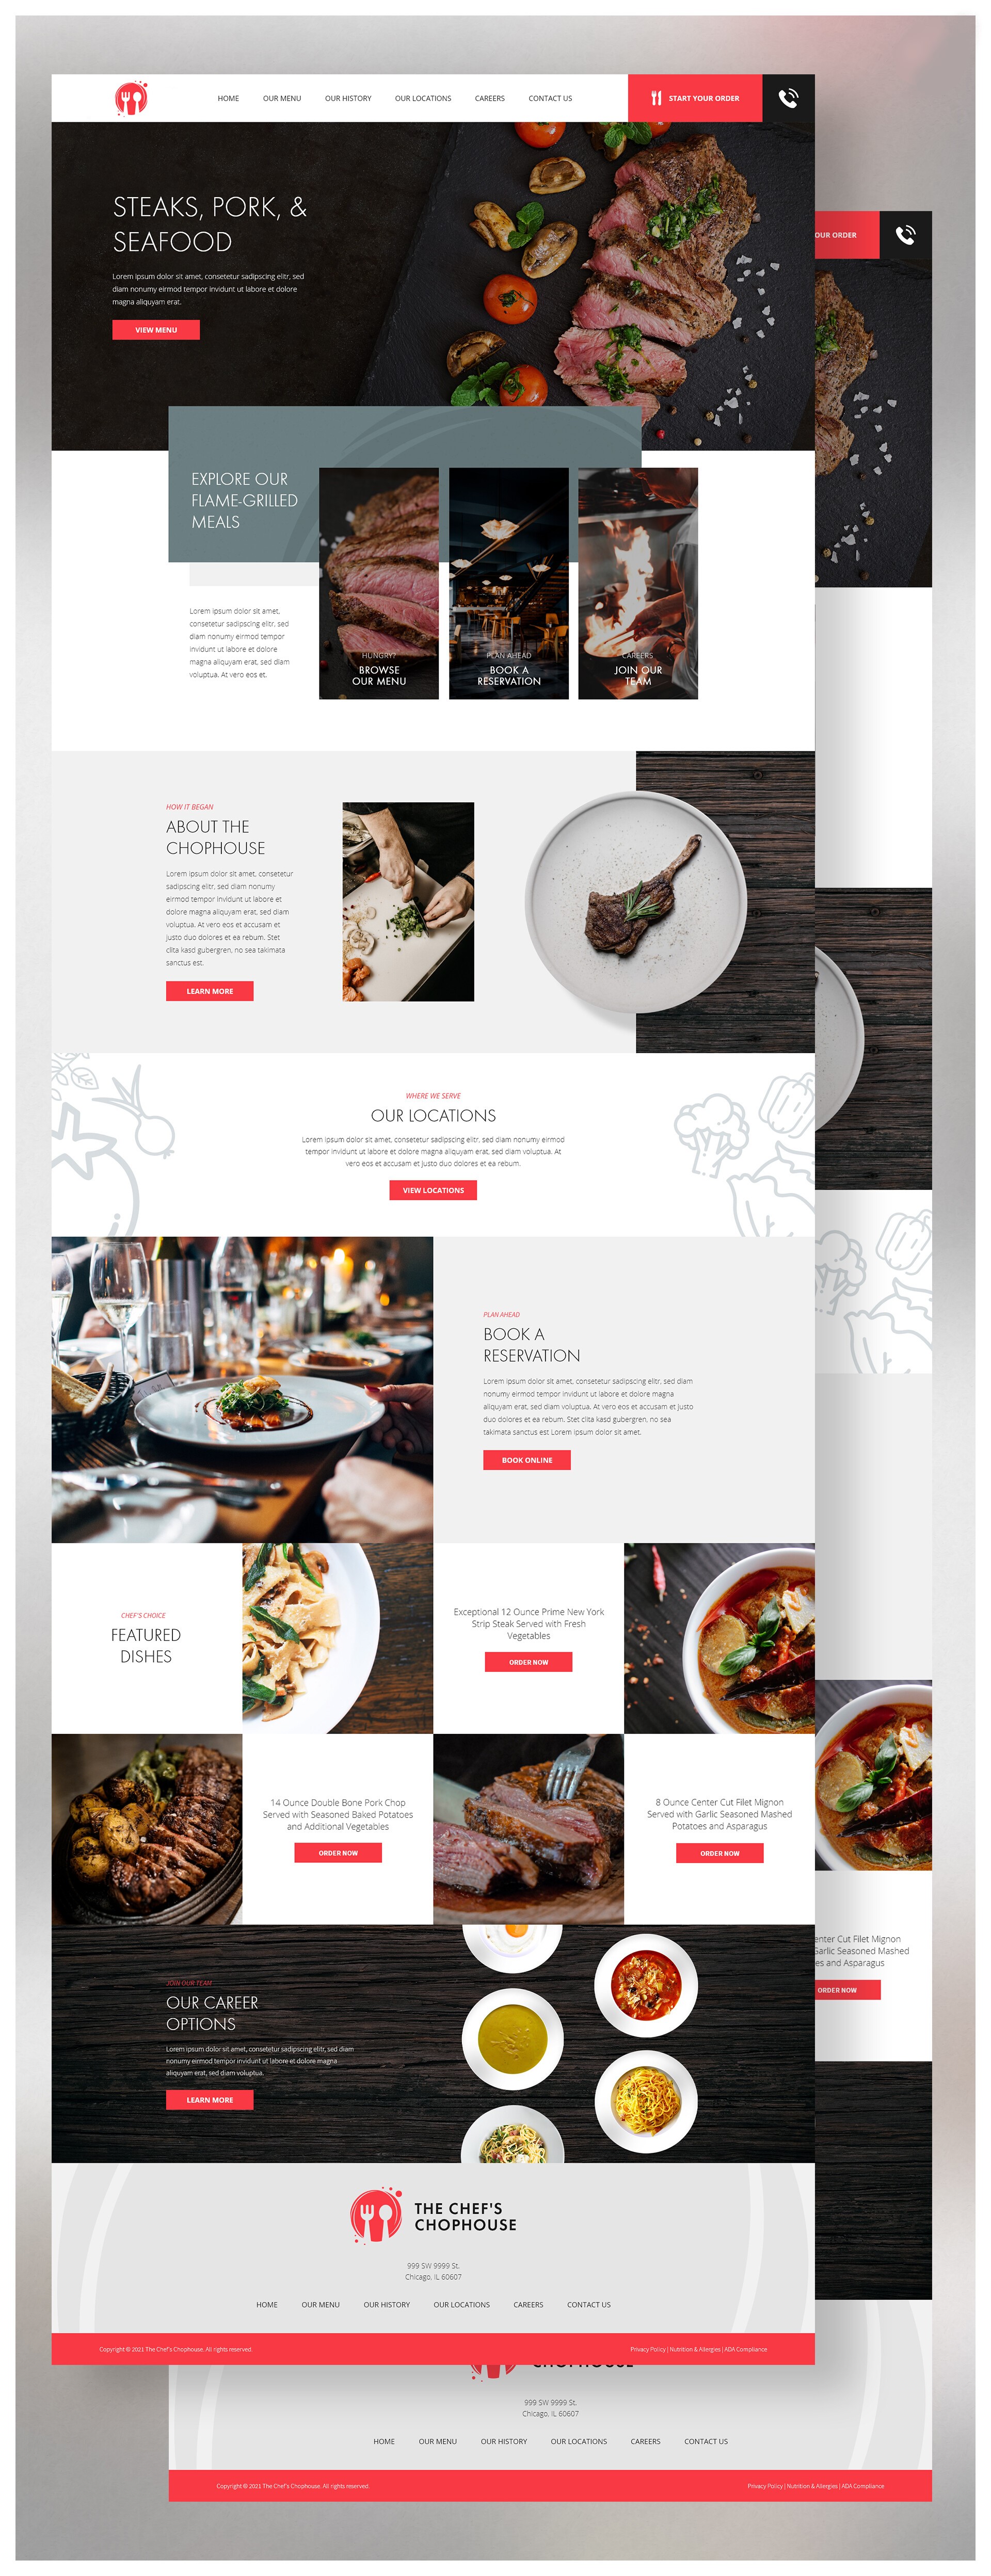 HOME OUR MENU OUR HISTORY OUR LOCATIONS CAREERS CONTACT US START YOUR ORDER
STEAKS, PORK, &
SEAFOOD
Lorem ipsum dolor sit amet, consetetur sadipscing elitr, sed
diam nonumy eirmod tempor invidunt ut labore et dolore
magna aliquyam erat.
VIEW MENU
OUR ORDER
EXPLORE OUR
FLAME-GRILLED
MEALS
Lorem ipsum dolor sit amet,
consetetur sadipscing elitr, sed
diam nonumy eirmod tempor
invidunt ut labore et dolore
magna aliquyam erat, sed diam
voluptua. At vero eos et.
HUNGRY?
BROWSE
OUR MENU
PLAN AHEAD
BOOK A
RESERVATION
CAREERS
JOIN OUR
TEAM
HOW IT BEGAN
ABOUT THE
CHOPHOUSE
Lorem ipsum dolor sit amet, consetetur
sadipscing elitr, sed diam nonumy
eirmod tempor invidunt ut labore et
dolore magna aliquyam erat, sed diam
voluptua. At vero eos et accusam et
justo duo dolores et ea rebum. Stet
clita kasd gubergren, no sea takimata
sanctus est.
LEARN MORE
WHERE WE SERVE
OUR LOCATIONS
Lorem ipsum dolor sit amet, consetetur sadipscing elitr, sed diam nonumy eirmod
tempor invidunt ut labore et dolore magna aliquyam erat, sed diam voluptua. At
vero eos et accusam et justo duo dolores et ea rebum.
VIEW LOCATIONS
PLAN AHEAD
BOOK A
RESERVATION
Lorem ipsum dolor sit amet, consetetur sadipscing elitr, sed diam
nonumy eirmod tempor invidunt ut labore et dolore magna
aliquyam erat, sed diam voluptua. At vero eos et accusam et justo
duo dolores et ea rebum. Stet clita kasd gubergren, no sea
takimata sanctus est Lorem ipsum dolor sit amet.
BOOK ONLINE
CHEF'S CHOICE
FEATURED
DISHES
Exceptional 12 Ounce Prime New York
Strip Steak Served with Fresh
Vegetables
ORDER NOW
14 Ounce Double Bone Pork Chop
Served with Seasoned Baked Potatoes
and Additional Vegetables
ORDER NOW
8 Ounce Center Cut Filet Mignon
Served with Garlic Seasoned Mashed
Potatoes and Asparagus
ORDER NOW
enter Cut Filet Mignon
Garlic Seasoned Mashed
es and Asparagus
ORDER NOW
JOIN OUR TEAM
OUR CAREER
OPTIONS
Lorem ipsum dolor sit amet, consetetur sadipscing elitr, sed diam
nonumy eirmod tempor invidunt ut labore et dolore magna
aliquyam erat, sed diam voluptua.
LEARN MORE
THE CHEF'S
CHOPHOUSE
999 SW 9999 St.
Chicago, IL 60607
HOME OUR MENU OUR HISTORY OUR LOCATIONS CAREERS CONTACT US
Copyright © 2021 The Chef's Chophouse. All rights reserved. Privacy Policy | Nutrition & Allergies | ADA Compliance
CHOPHOUSE
999 SW 9999 St.
Chicago, IL 60607
HOME OUR MENU OUR HISTORY OUR LOCATIONS CAREERS CONTACT US
Copyright © 2021 The Chef's Chophouse. All rights reserved. Privacy Policy | Nutrition & Allergies | ADA Compliance